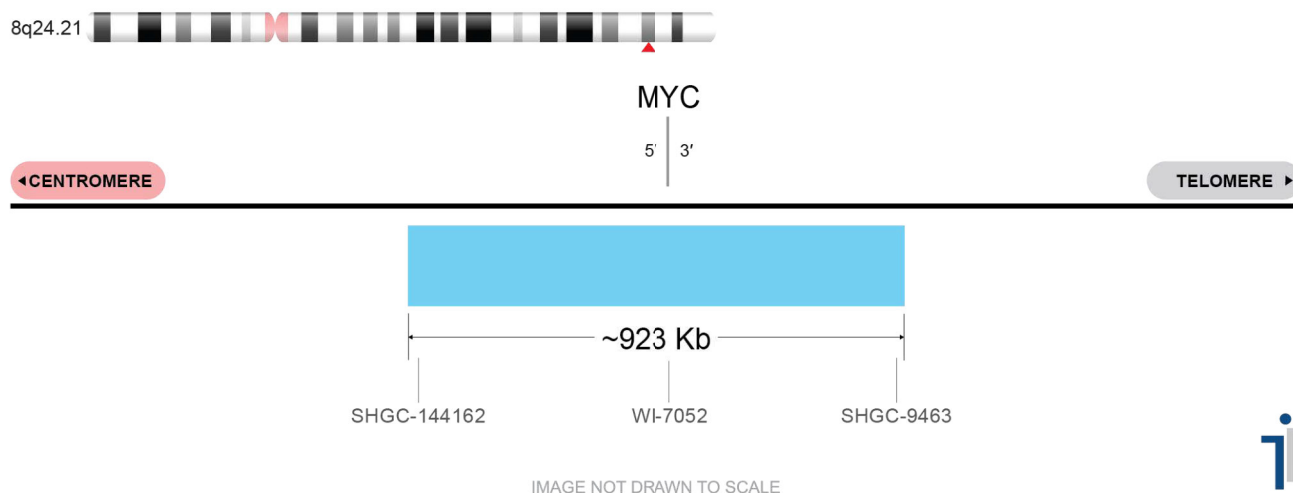 8q24.21
MYC
5' 3'
◂CENTROMERE
TELOMERE ▸
~923 Kb
SHGC-144162 WI-7052 SHGC-9463
IMAGE NOT DRAWN TO SCALE